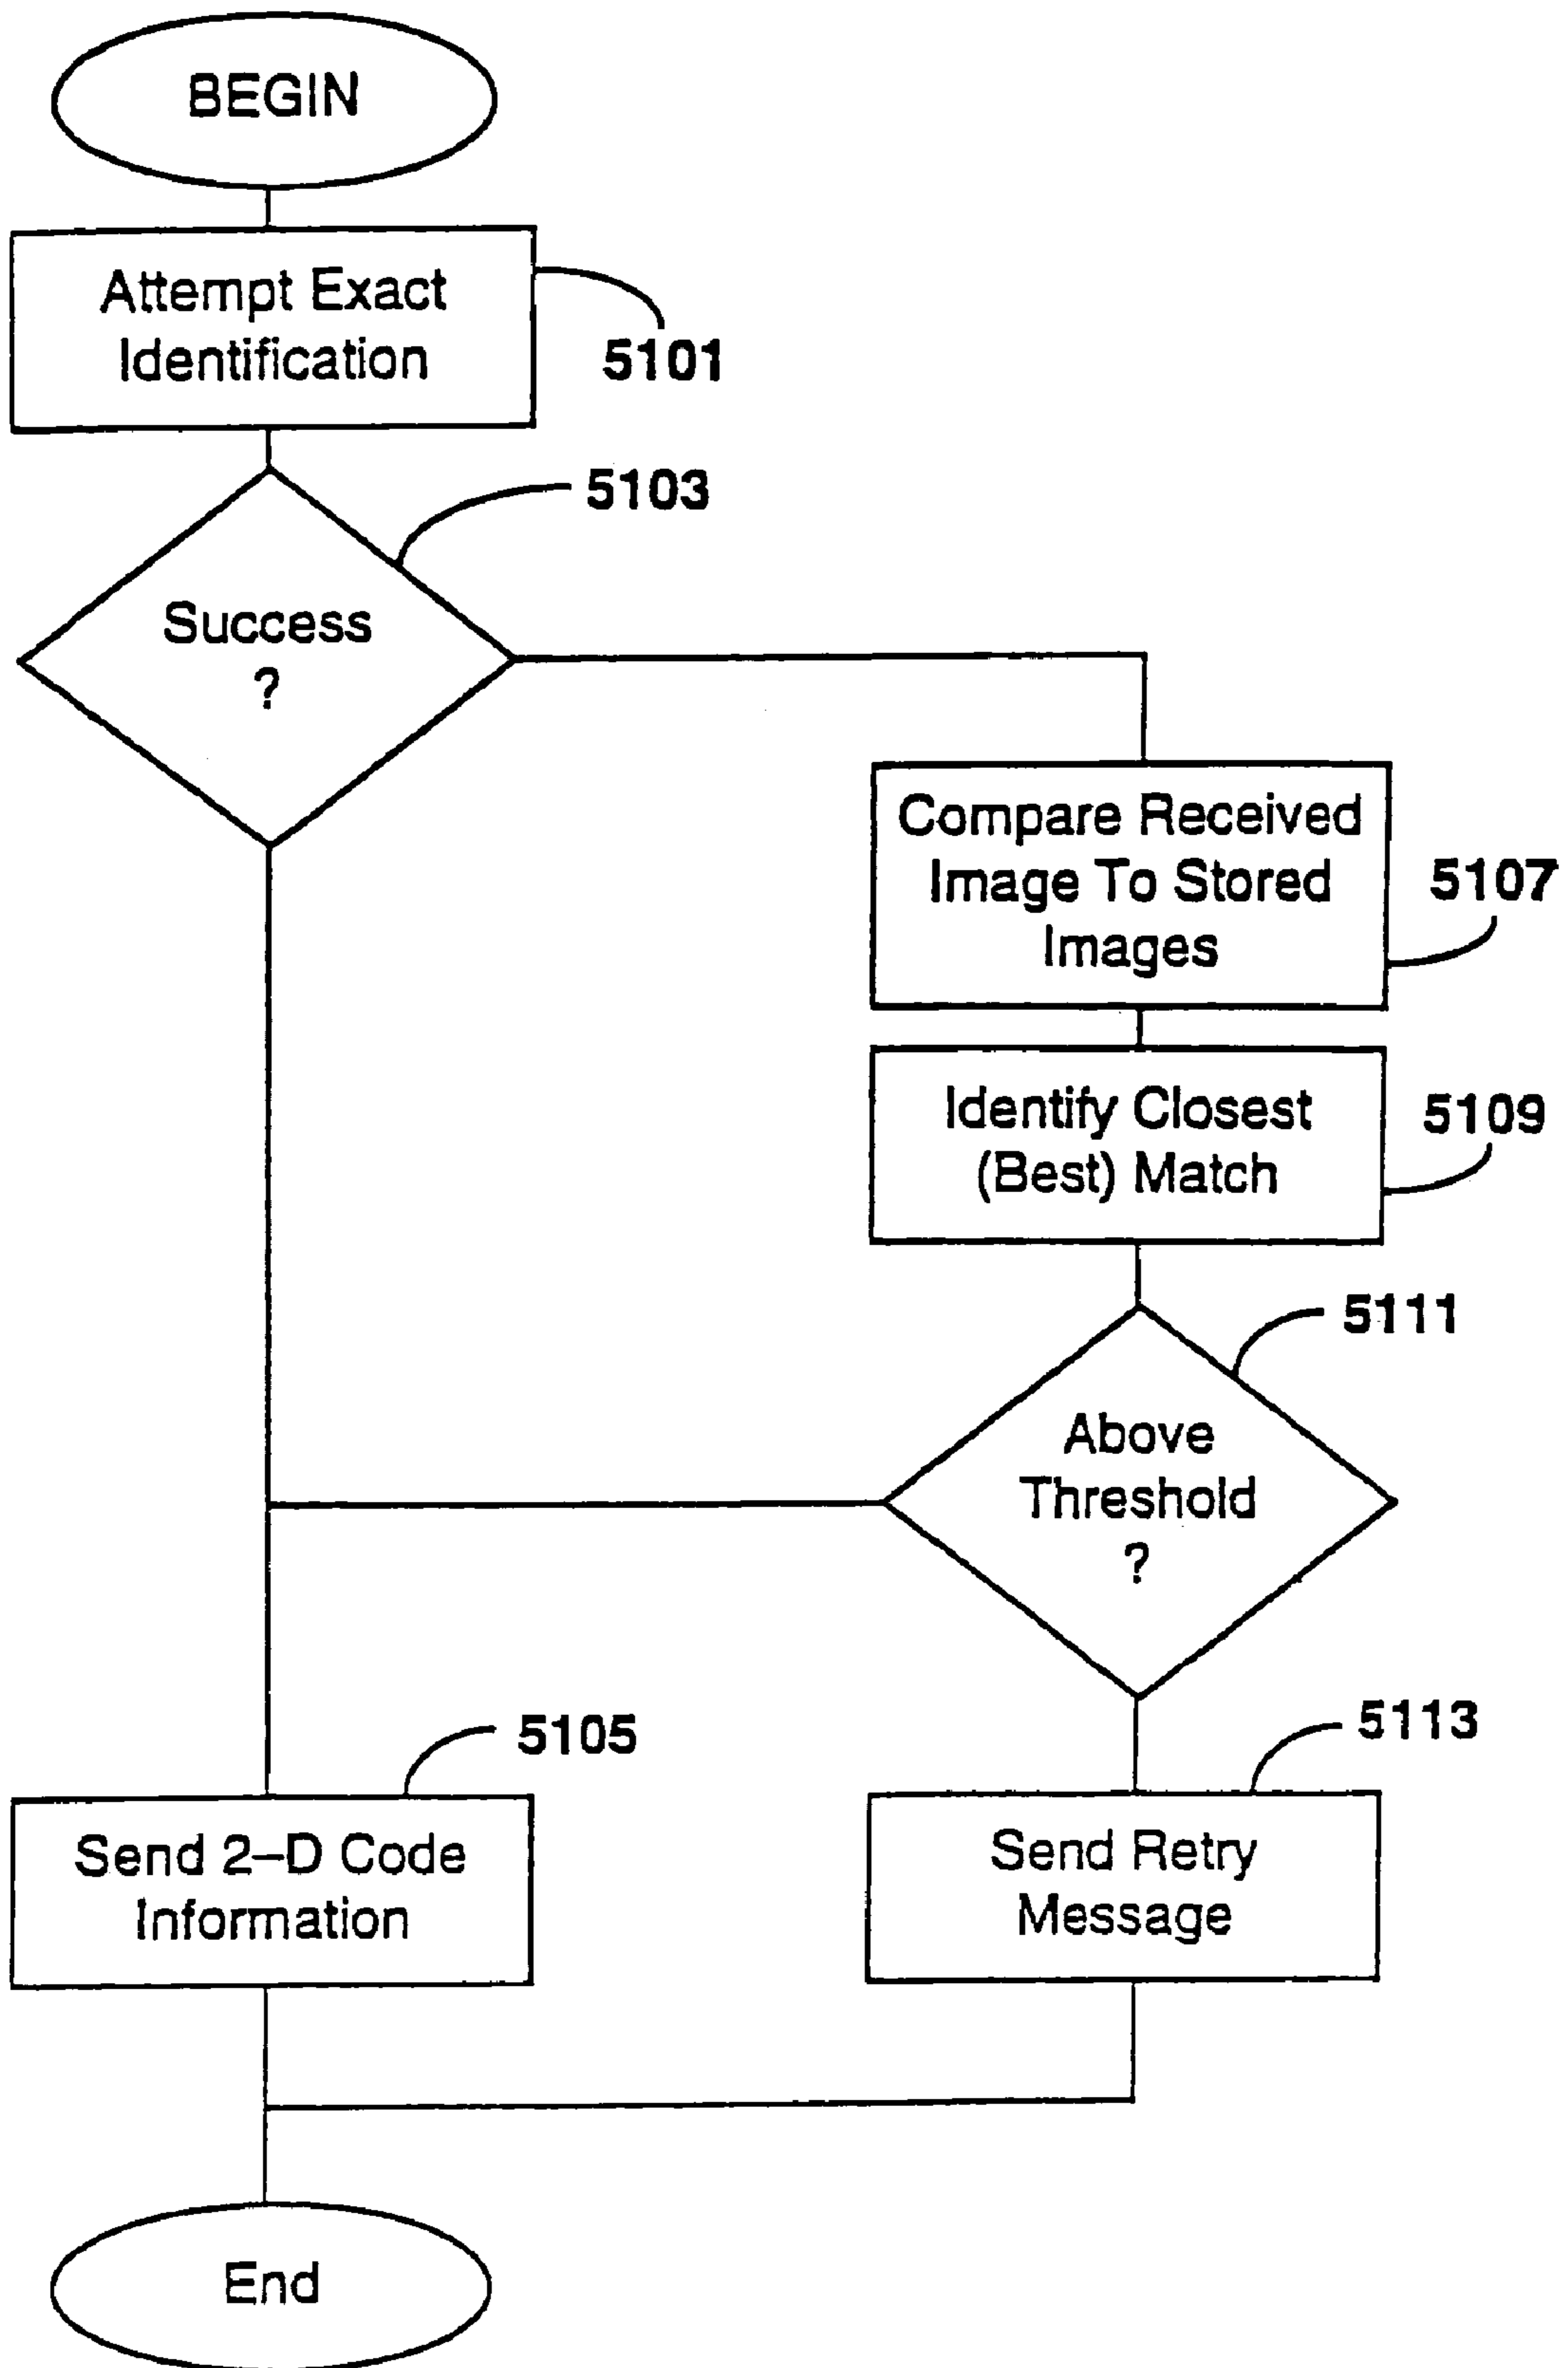 BEGIN
Attempt Exact
Identification
5101
5103
Success
?
Compare Received
Image To Stored
Images
5107
Identify Closest
(Best) Match
5109
5111
Above
Threshold
?
5105
Send 2-D Code
Information
5113
Send Retry
Message
End